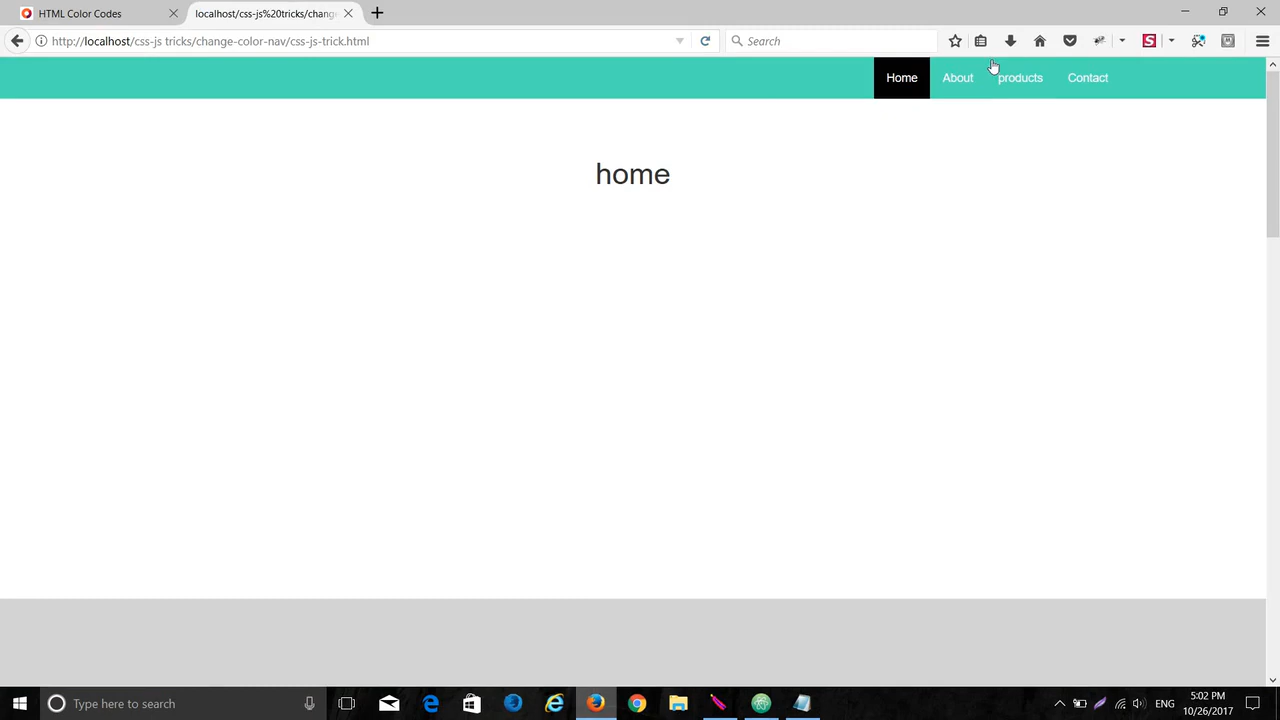 HTML Color Codes
localhost/css-js%20tricks/change-
http://localhost/css-js tricks/change-color-nav/css-js-trick.html
Search
Home About products Contact
home
Type here to search
ENG
5:02 PM
10/26/2017